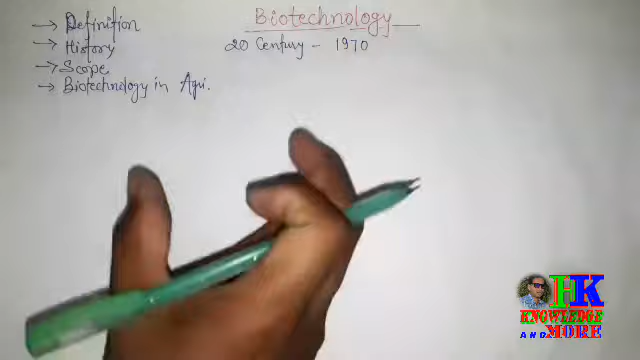 Biotechnology
→ Definition
→ History
20 Century - 1970
→ Scope
→ Biotechnology in Agri.
HK
KNOWLEDGE
AND MORE